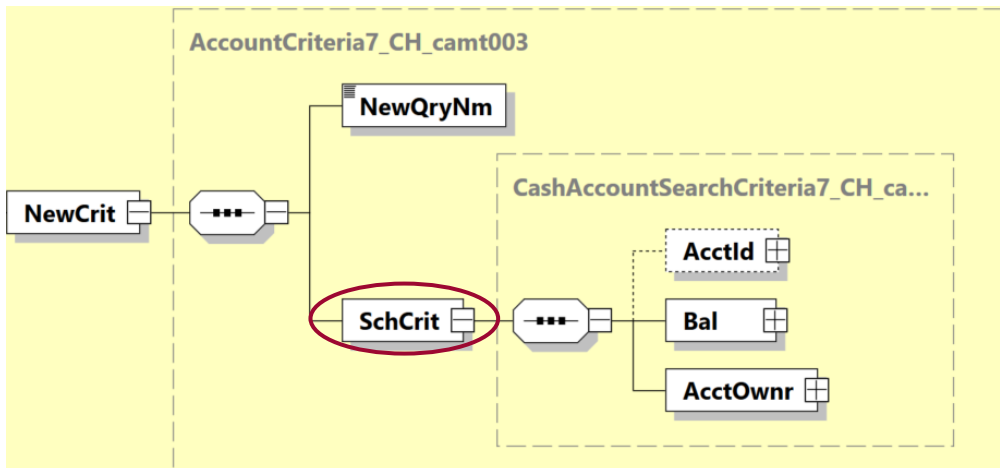 AccountCriteria7_CH_camt003
NewQryNm
CashAccountSearchCriteria7_CH_ca...
NewCrit
AcctId
SchCrit
Bal
AcctOwnr